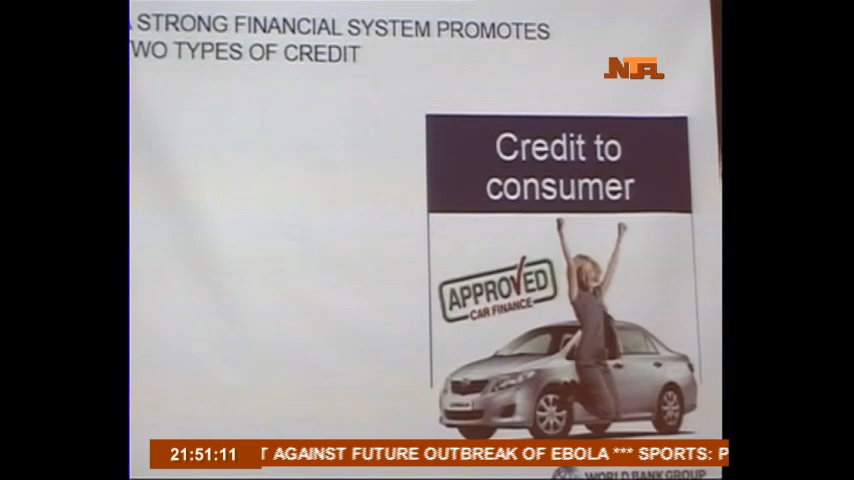 A STRONG FINANCIAL SYSTEM PROMOTES
WO TYPES OF CREDIT
NTA
Credit to
consumer
APPROVED
CAR FINANCE
21:51:11
T AGAINST FUTURE OUTBREAK OF EBOLA *** SPORTS: P
WORLD BANK GROUP